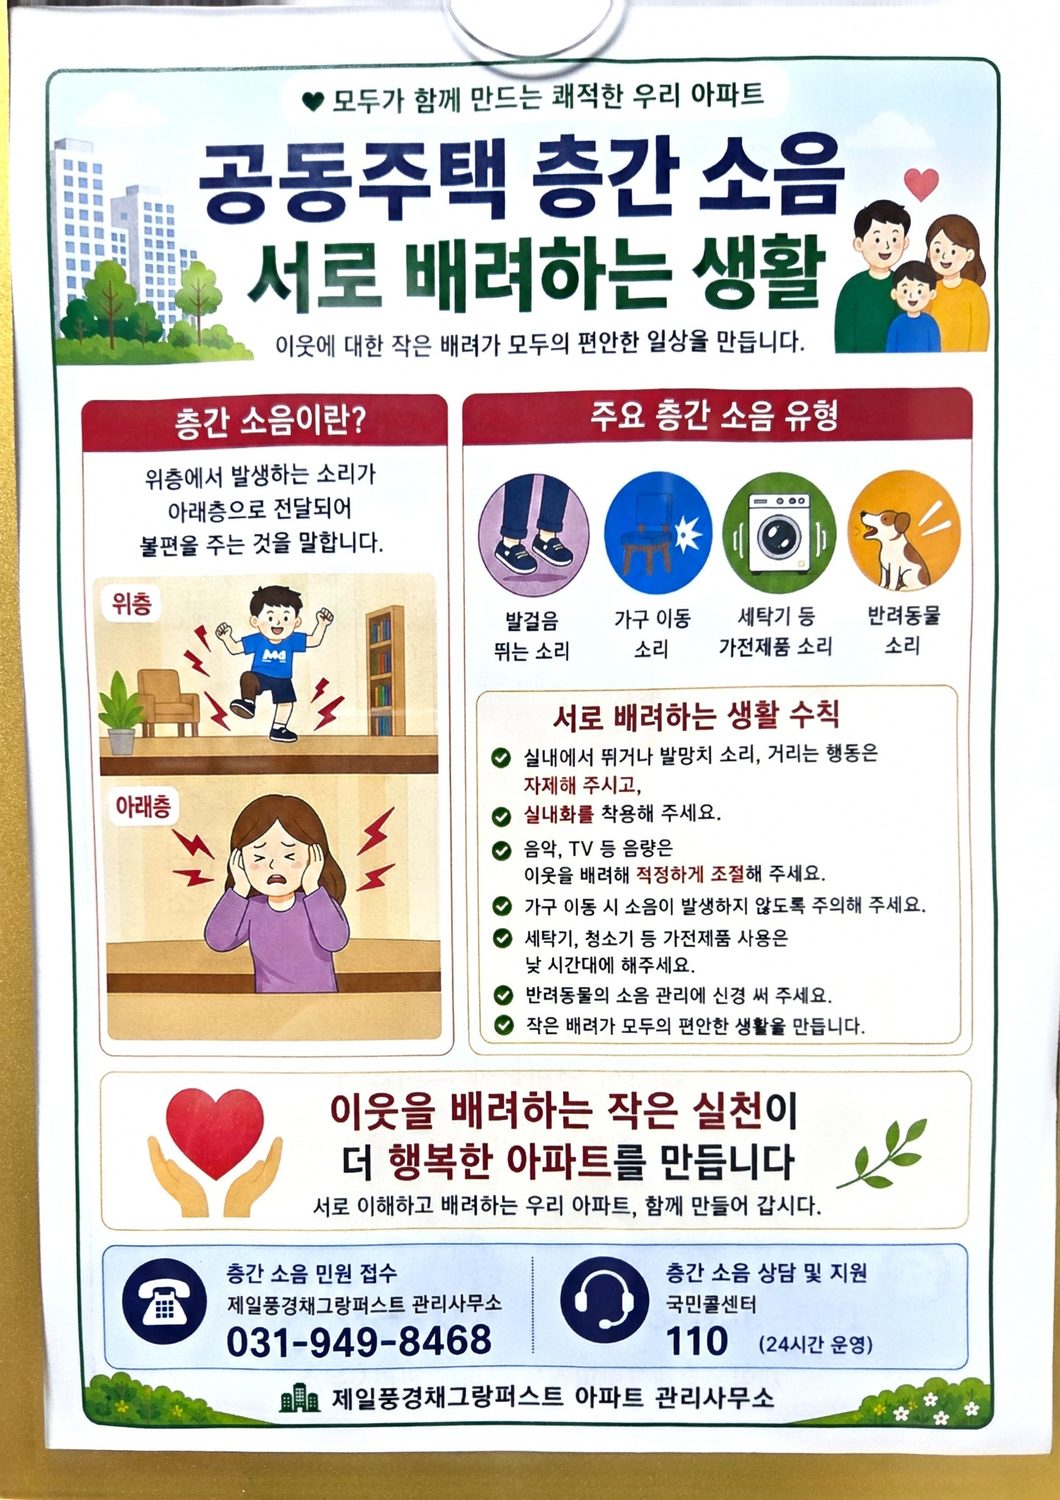 ♥ 모두가 함께 만드는 쾌적한 우리 아파트
공동주택 층간 소음
서로 배려하는 생활
이웃에 대한 작은 배려가 모두의 편안한 일상을 만듭니다.
층간 소음이란?
위층에서 발생하는 소리가
아래층으로 전달되어
불편을 주는 것을 말합니다.
위층
아래층
주요 층간 소음 유형
발걸음
뛰는 소리
가구 이동
소리
세탁기 등
가전제품 소리
반려동물
소리
서로 배려하는 생활 수칙
실내에서 뛰거나 발망치 소리, 거리는 행동은
자제해 주시고,
실내화를 착용해 주세요.
음악, TV 등 음량은
이웃을 배려해 적정하게 조절해 주세요.
가구 이동 시 소음이 발생하지 않도록 주의해 주세요.
세탁기, 청소기 등 가전제품 사용은
낮 시간대에 해주세요.
반려동물의 소음 관리에 신경 써 주세요.
작은 배려가 모두의 편안한 생활을 만듭니다.
이웃을 배려하는 작은 실천이
더 행복한 아파트를 만듭니다
서로 이해하고 배려하는 우리 아파트, 함께 만들어 갑시다.
층간 소음 민원 접수
제일풍경채그랑퍼스트 관리사무소
031-949-8468
층간 소음 상담 및 지원
국민콜센터
110 (24시간 운영)
제일풍경채그랑퍼스트 아파트 관리사무소